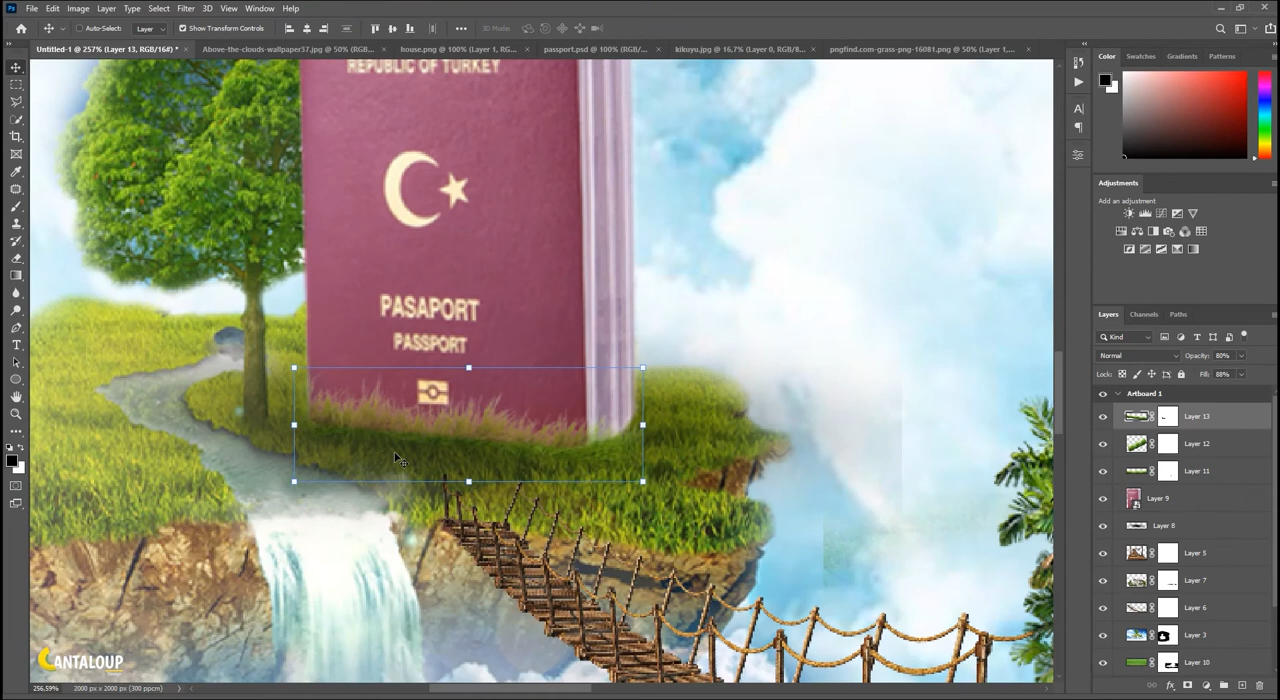 File Edit Image Layer Type Select Filter 3D View Window Help
Auto-Select: Layer Show Transform Controls 3D Mode:
Untitled-1 @ 257% (Layer 13, RGB/16#) * Above-the-clouds-wallpaper37.jpg @ 50% (RGB... house.png @ 100% (Layer 1, RG... passport.psd @ 100% (RGB/... kikuyu.jpg @ 16,7% (Layer 0, RGB/8... pngfind.com-grass-png-16081.png @ 50% (Layer 1,...
REPUBLIC OF TURKEY
PASAPORT
PASSPORT
CANTALOUP
256,59% 2000 px x 2000 px (300 ppcm)
Color Swatches Gradients Patterns
Adjustments
Add an adjustment
Layers Channels Paths
Kind
Normal Opacity: 80%
Lock: Fill: 88%
Artboard 1
Layer 13
Layer 12
Layer 11
Layer 9
Layer 8
Layer 5
Layer 7
Layer 6
Layer 3
Layer 10